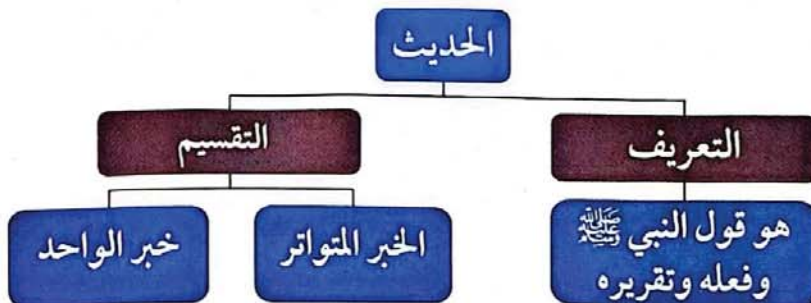 الحديث
التعريف
التقسيم
هو قول النبي ﷺ
وفعله وتقريره
الخبر المتواتر
خبر الواحد